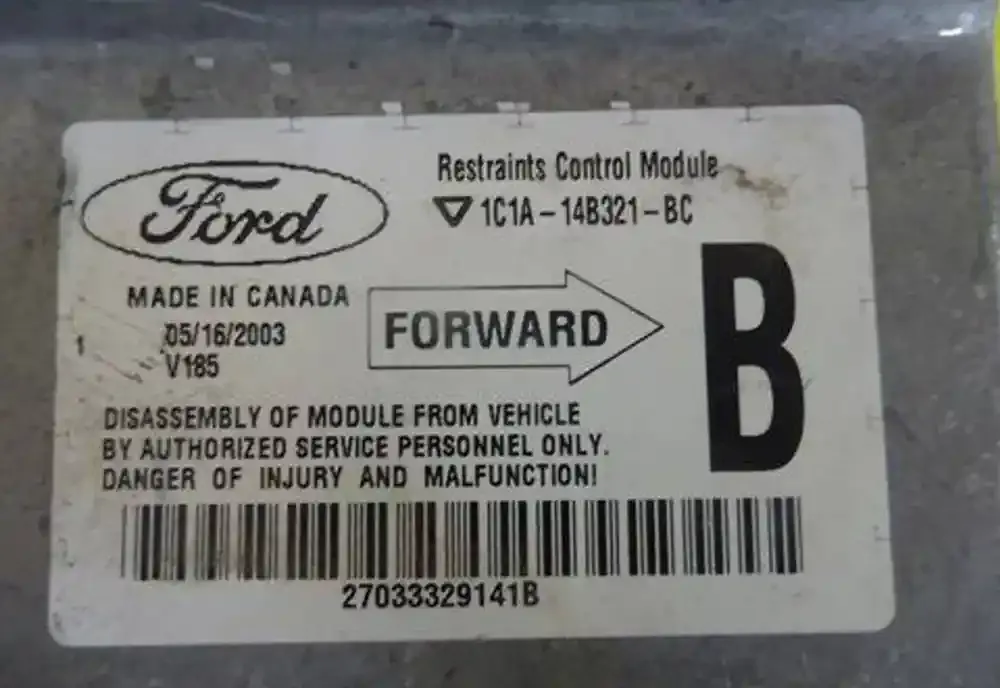 Ford
Restraints Control Module
1C1A-14B321-BC
MADE IN CANADA
05/16/2003
V185
1
FORWARD
B
DISASSEMBLY OF MODULE FROM VEHICLE
BY AUTHORIZED SERVICE PERSONNEL ONLY.
DANGER OF INJURY AND MALFUNCTION!
27033329141B